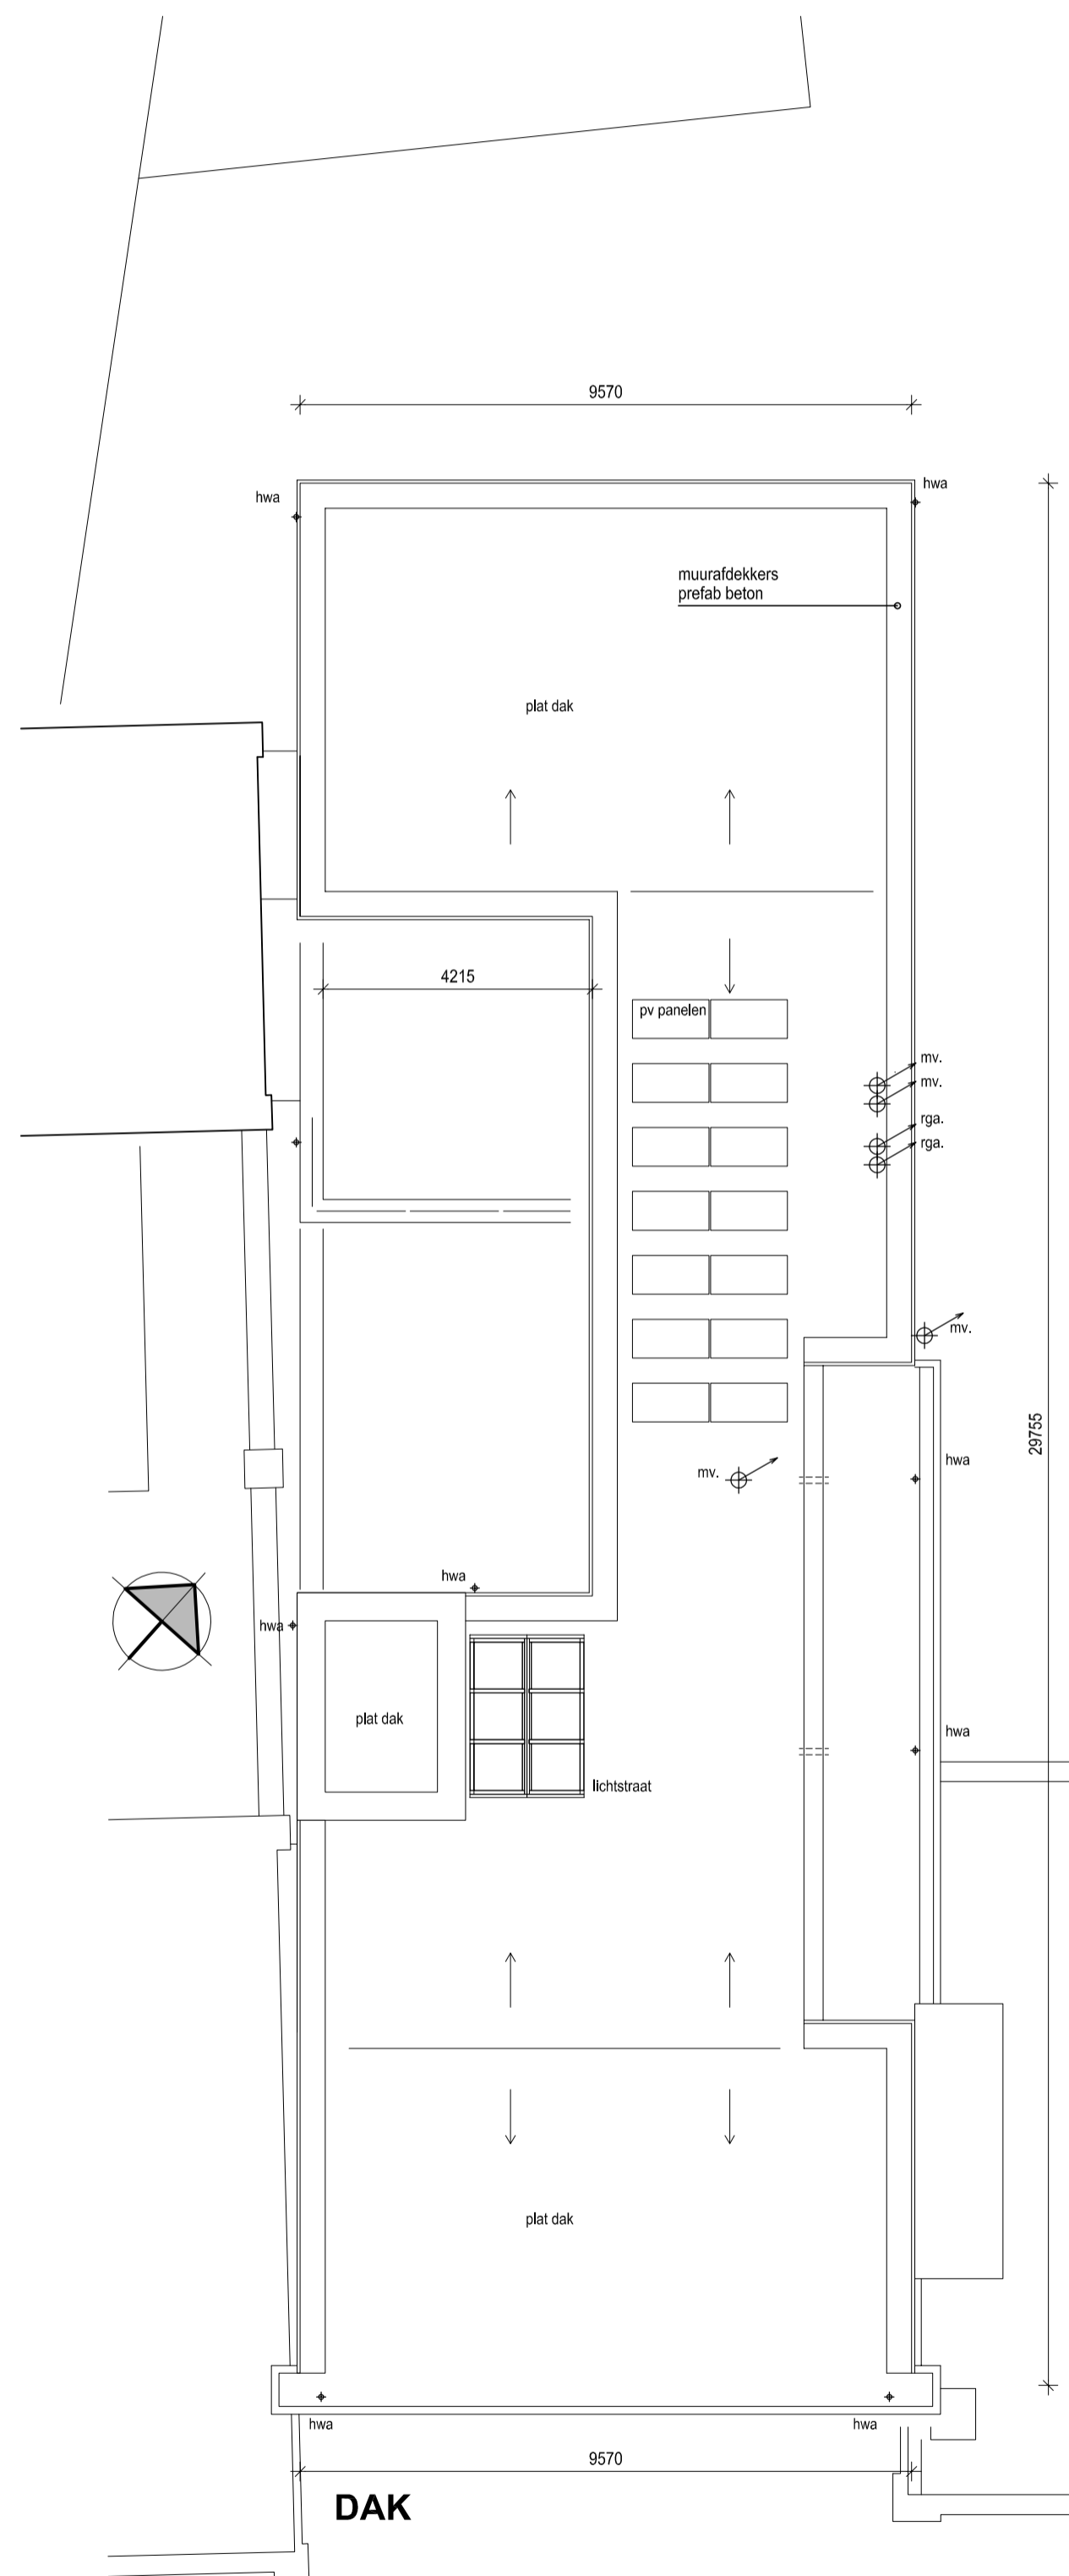 9570
hwa
hwa
muurafdekkers
prefab beton
plat dak
4215
pv panelen
mv.
mv.
rga.
rga.
mv.
29755
hwa
mv.
hwa
hwa
plat dak
hwa
lichtstraat
plat dak
hwa
hwa
9570
DAK